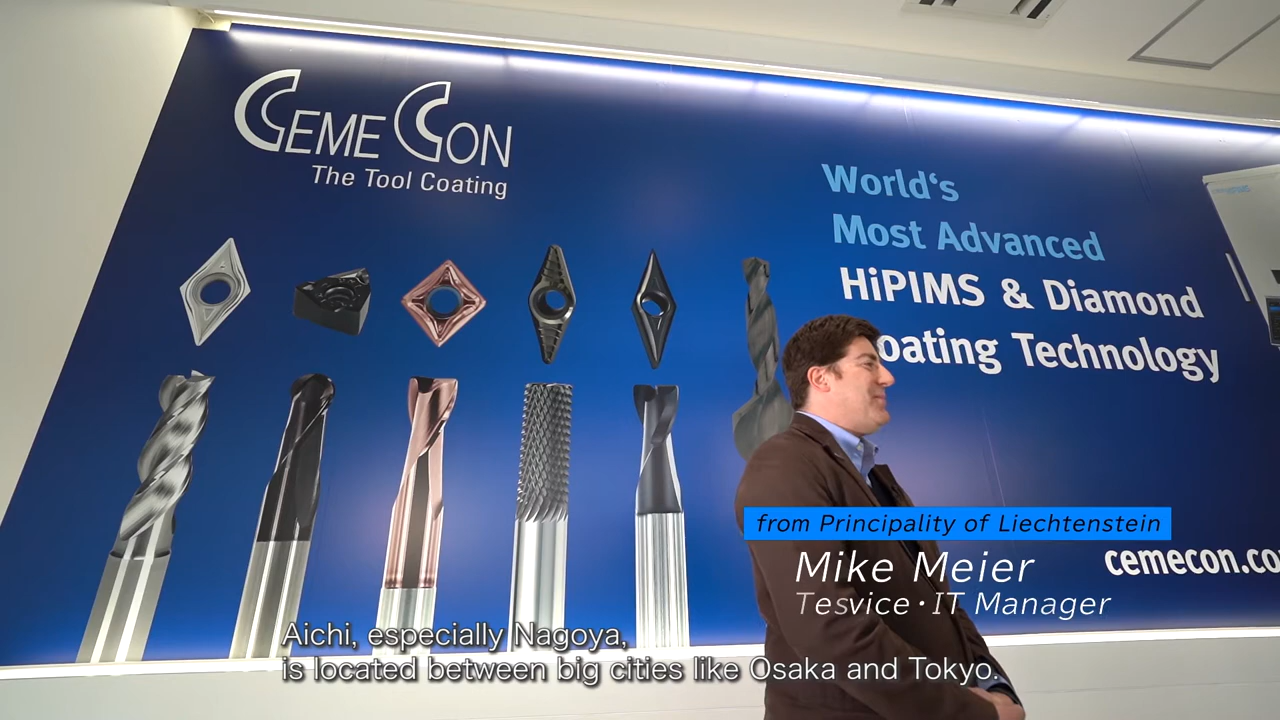 CEMECON
The Tool Coating
World's
Most Advanced
HiPIMS & Diamond
oating Technology
from Principality of Liechtenstein
Mike Meier
Tesvice・IT Manager
cemecon.co
Aichi, especially Nagoya,
is located between big cities like Osaka and Tokyo.